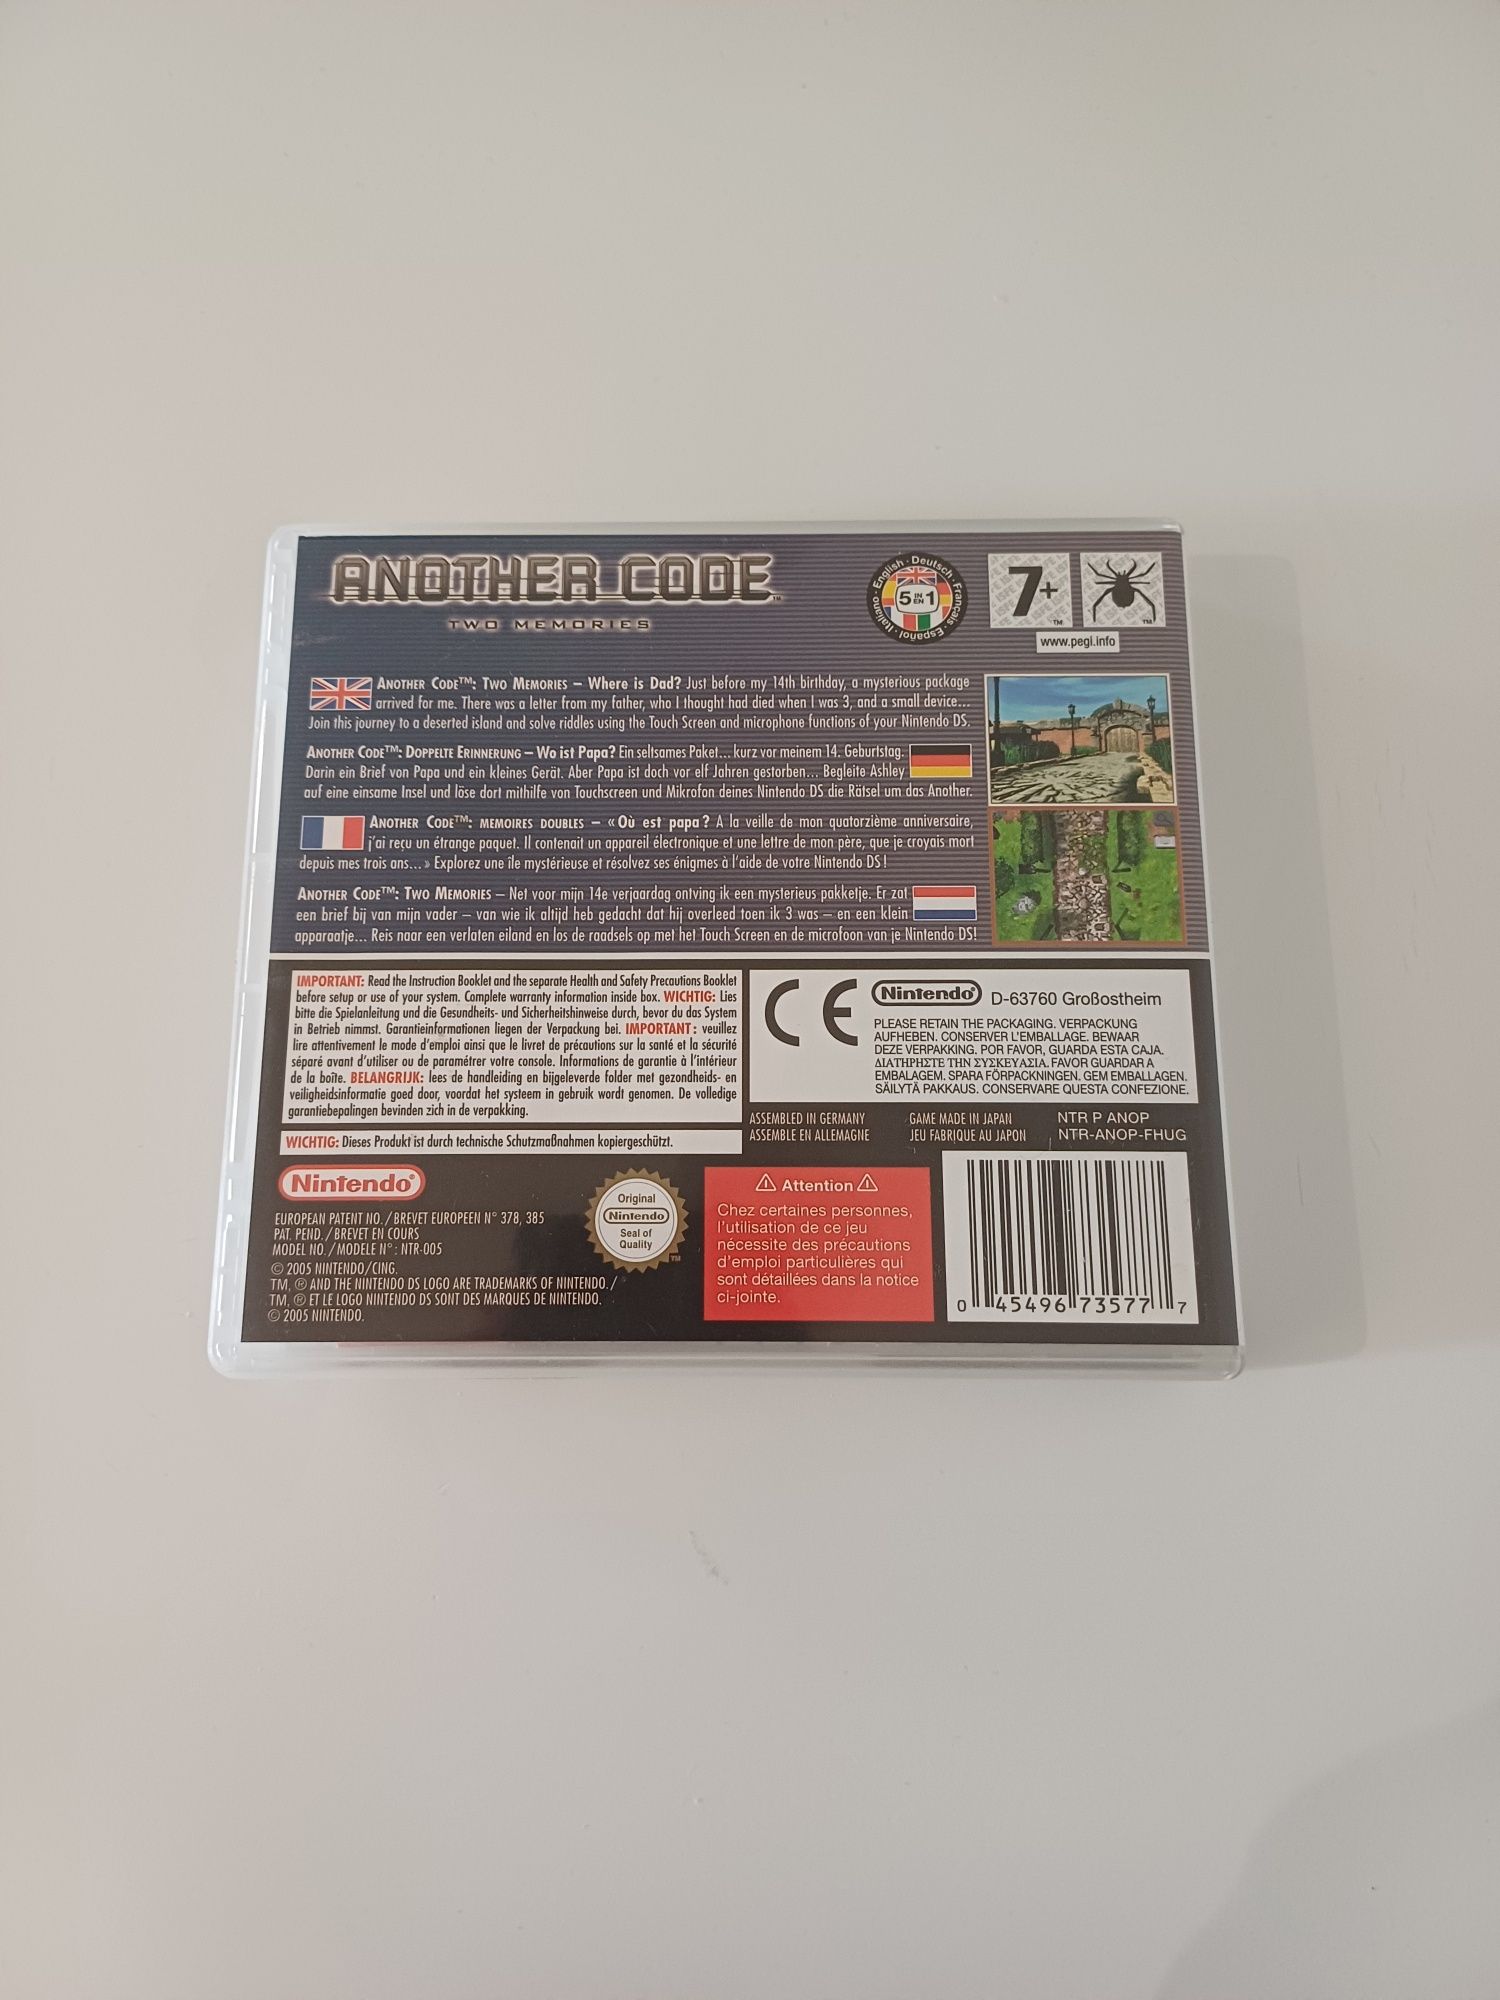 ANOTHER CODE™
TWO MEMORIES
English · Deutsch · Français · Español · Italiano
5 IN EN 1
7+ ™
™
www.pegi.info
ANOTHER CODE™: TWO MEMORIES – Where is Dad? Just before my 14th birthday, a mysterious package
arrived for me. There was a letter from my father, who I thought had died when I was 3, and a small device...
Join this journey to a deserted island and solve riddles using the Touch Screen and microphone functions of your Nintendo DS.
ANOTHER CODE™: DOPPELTE ERINNERUNG – Wo ist Papa? Ein seltsames Paket... kurz vor meinem 14. Geburtstag.
Darin ein Brief von Papa und ein kleines Gerät. Aber Papa ist doch vor elf Jahren gestorben... Begleite Ashley
auf eine einsame Insel und löse dort mithilfe von Touchscreen und Mikrofon deines Nintendo DS die Rätsel um das Another.
ANOTHER CODE™: MEMOIRES DOUBLES – « Où est papa ? A la veille de mon quatorzième anniversaire,
j'ai reçu un étrange paquet. Il contenait un appareil électronique et une lettre de mon père, que je croyais mort
depuis mes trois ans... » Explorez une île mystérieuse et résolvez ses énigmes à l'aide de votre Nintendo DS !
ANOTHER CODE™: TWO MEMORIES – Net voor mijn 14e verjaardag ontving ik een mysterieus pakketje. Er zat
een brief bij van mijn vader – van wie ik altijd heb gedacht dat hij overleed toen ik 3 was – en een klein
apparaatje... Reis naar een verlaten eiland en los de raadsels op met het Touch Screen en de microfoon van je Nintendo DS!
IMPORTANT: Read the Instruction Booklet and the separate Health and Safety Precautions Booklet
before setup or use of your system. Complete warranty information inside box. WICHTIG: Lies
bitte die Spielanleitung und die Gesundheits- und Sicherheitshinweise durch, bevor du das System
in Betrieb nimmst. Garantieinformationen liegen der Verpackung bei. IMPORTANT : veuillez
lire attentivement le mode d'emploi ainsi que le livret de précautions sur la santé et la sécurité
séparé avant d'utiliser ou de paramétrer votre console. Informations de garantie à l'intérieur
de la boîte. BELANGRIJK: lees de handleiding en bijgeleverde folder met gezondheids- en
veiligheidsinformatie goed door, voordat het systeem in gebruik wordt genomen. De volledige
garantiebepalingen bevinden zich in de verpakking.
WICHTIG: Dieses Produkt ist durch technische Schutzmaßnahmen kopiergeschützt.
CE
Nintendo® D-63760 Großostheim
PLEASE RETAIN THE PACKAGING. VERPACKUNG
AUFHEBEN. CONSERVER L'EMBALLAGE. BEWAAR
DEZE VERPAKKING. POR FAVOR, GUARDA ESTA CAJA.
ΔΙΑΤΗΡΗΣΤΕ ΤΗΝ ΣΥΣΚΕΥΑΣΙΑ. FAVOR GUARDAR A
EMBALAGEM. SPARA FÖRPACKNINGEN. GEM EMBALLAGEN.
SÄILYTÄ PAKKAUS. CONSERVARE QUESTA CONFEZIONE.
ASSEMBLED IN GERMANY
ASSEMBLE EN ALLEMAGNE
GAME MADE IN JAPAN
JEU FABRIQUE AU JAPON
NTR P ANOP
NTR-ANOP-FHUG
Nintendo®
EUROPEAN PATENT NO. / BREVET EUROPEEN N° 378, 385
PAT. PEND. / BREVET EN COURS
MODEL NO. / MODELE N° : NTR-005
© 2005 NINTENDO/CING.
TM, ® AND THE NINTENDO DS LOGO ARE TRADEMARKS OF NINTENDO. /
TM, ® ET LE LOGO NINTENDO DS SONT DES MARQUES DE NINTENDO.
© 2005 NINTENDO.
Original
Nintendo
Seal of
Quality
TM
⚠ Attention ⚠
Chez certaines personnes,
l'utilisation de ce jeu
nécessite des précautions
d'emploi particulières qui
sont détaillées dans la notice
ci-jointe.
0 45496 73577 7